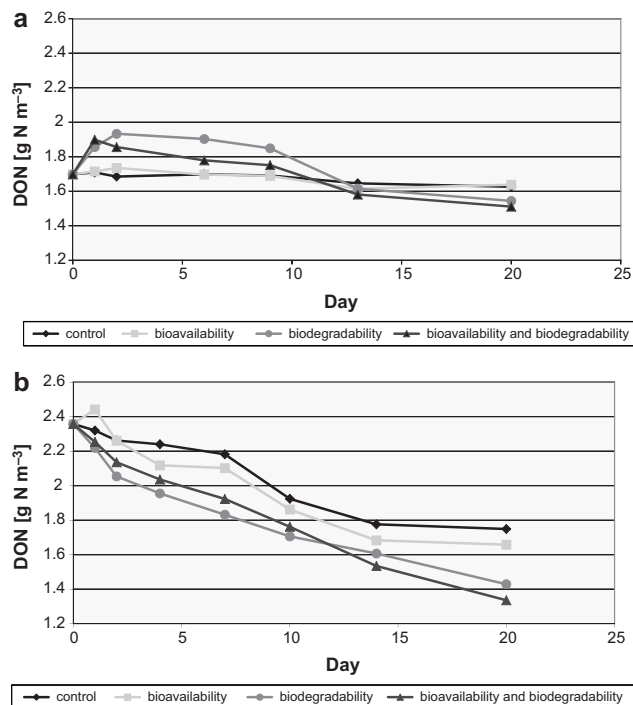 a
2.6
2.4
2.2
2
1.8
1.6
1.4
1.2
DON [g N m⁻³]
0 5 10 15 20 25
Day
control bioavailability biodegradability bioavailability and biodegradability
b
2.6
2.4
2.2
2
1.8
1.6
1.4
1.2
DON [g N m⁻³]
0 5 10 15 20 25
Day
control bioavailability biodegradability bioavailability and biodegradability